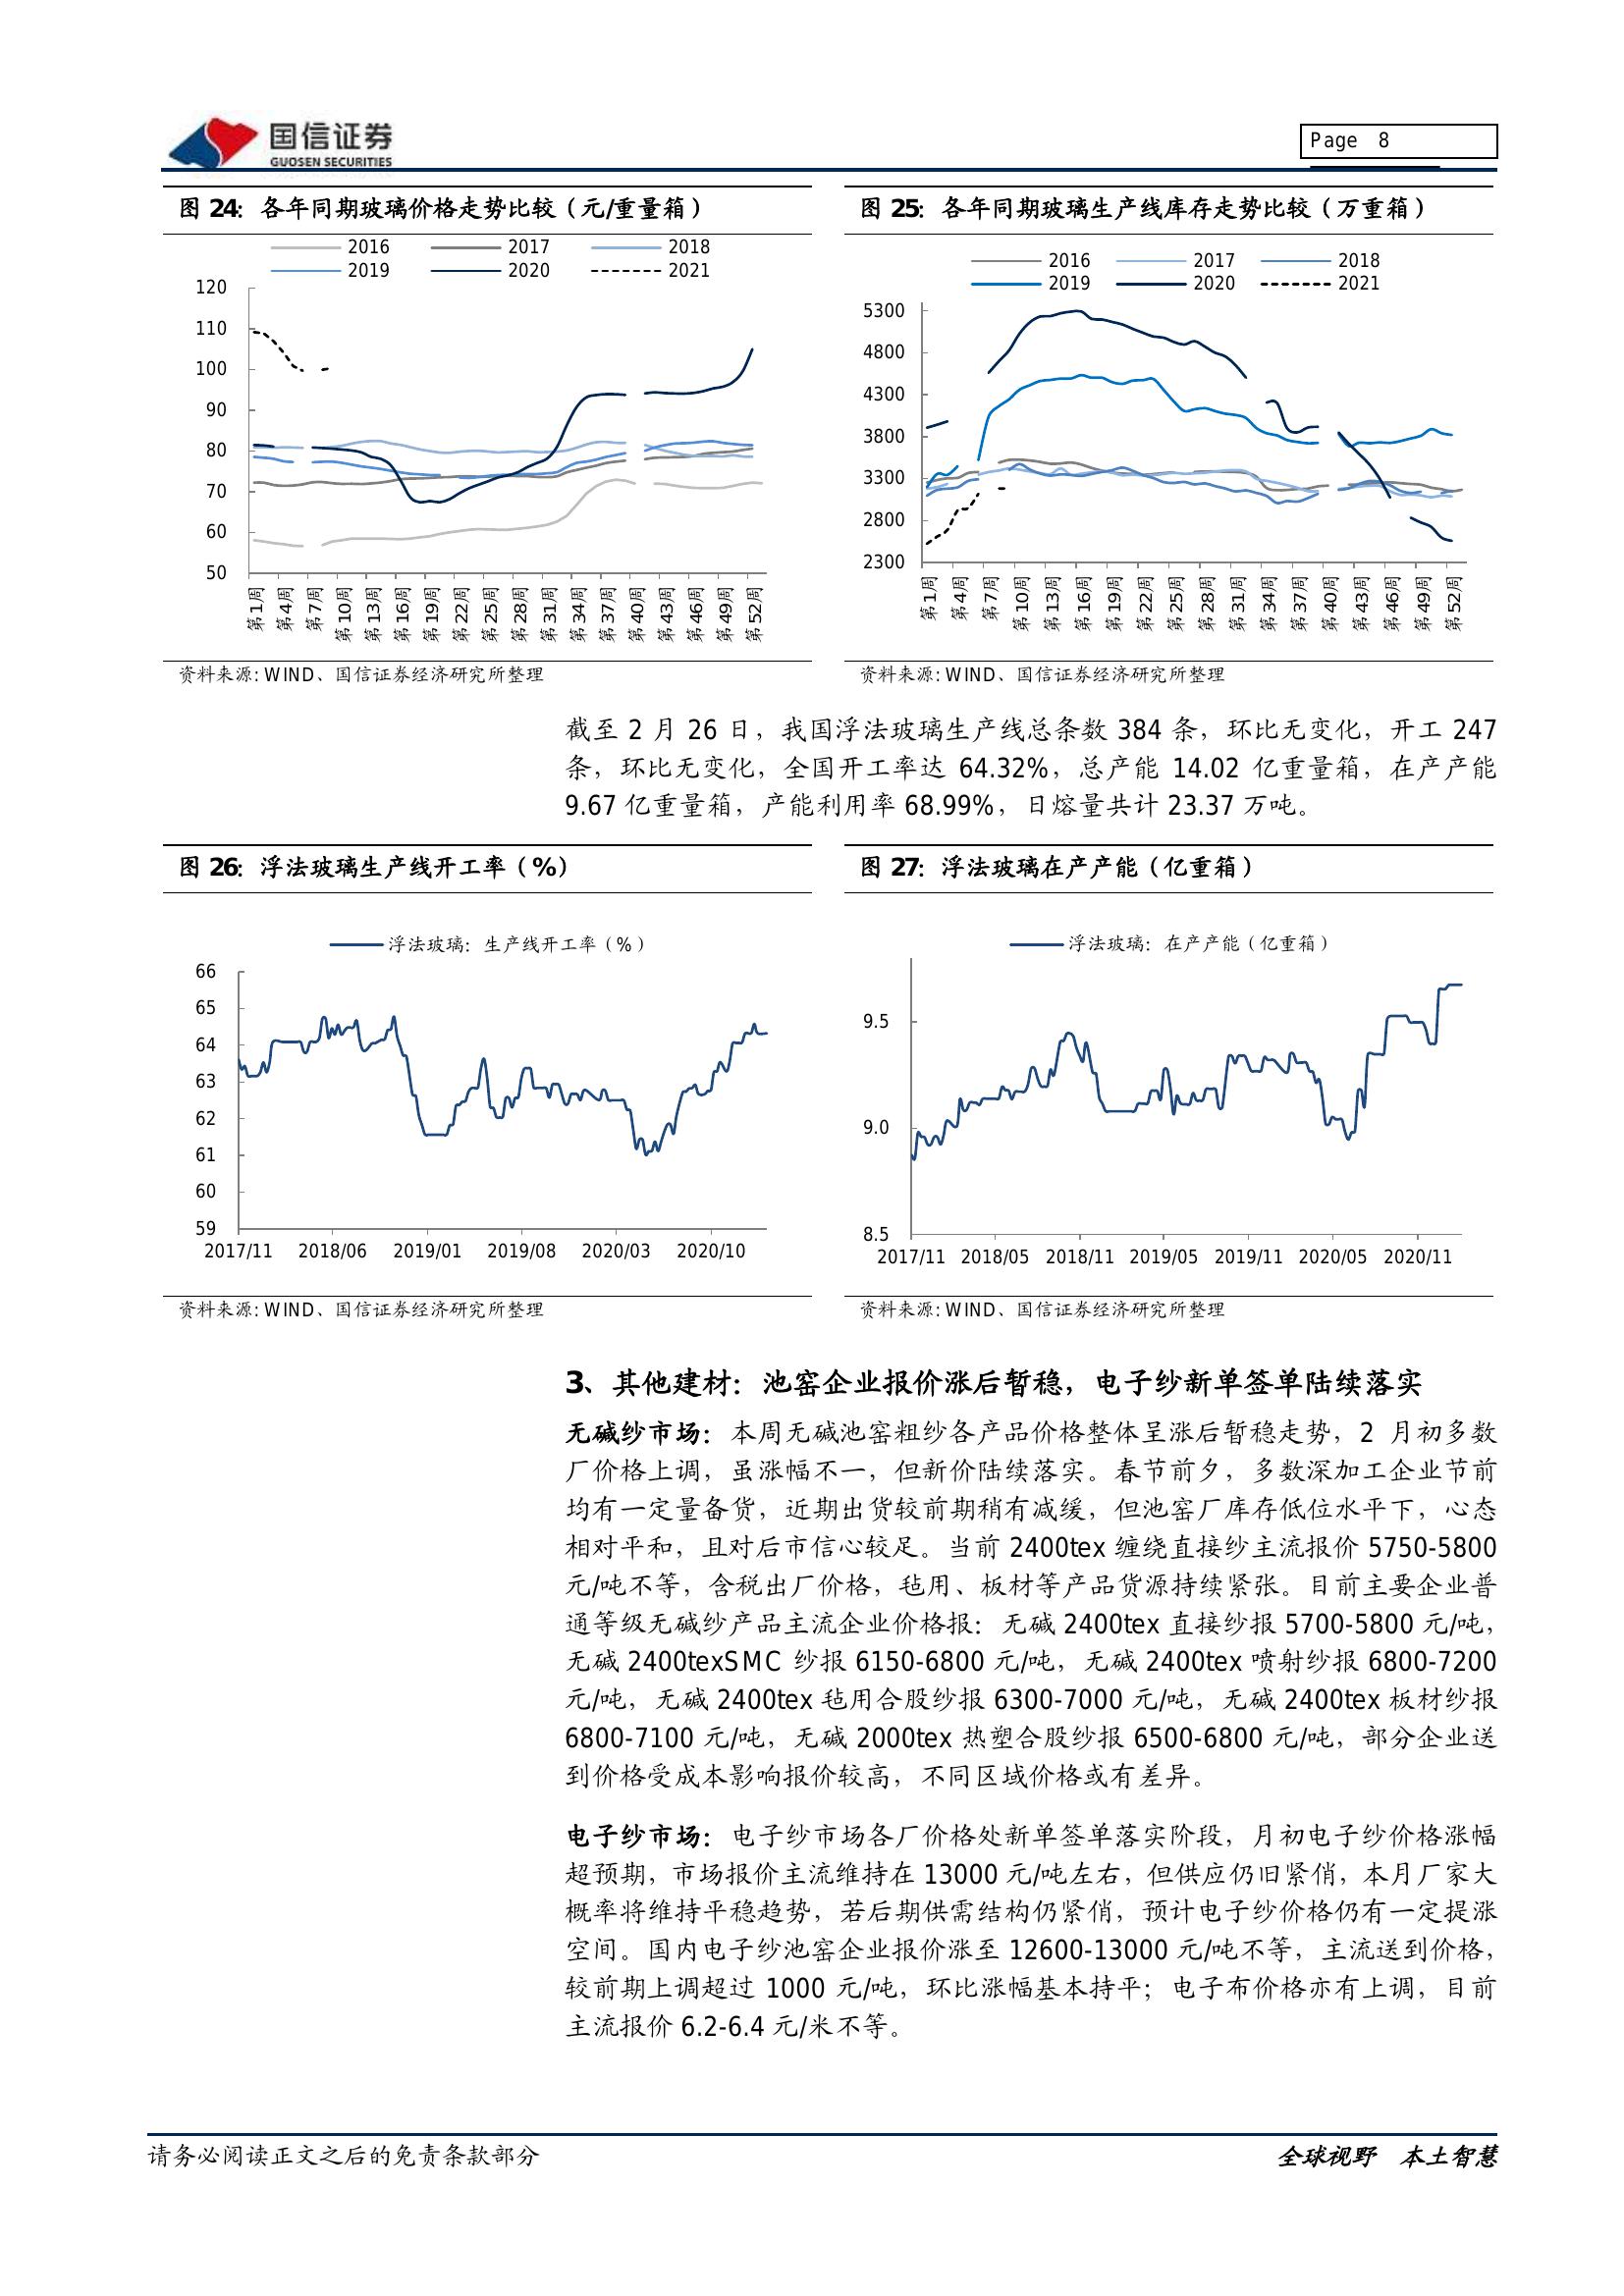 国信证券
GUOSEN SECURITIES
Page 8
图 24：各年同期玻璃价格走势比较（元/重量箱）
2016 2017 2018
2019 2020 2021
120
110
100
90
80
70
60
50
第1周 第4周 第7周 第10周 第13周 第16周 第19周 第22周 第25周 第28周 第31周 第34周 第37周 第40周 第43周 第46周 第49周 第52周
资料来源: WIND、国信证券经济研究所整理
图 25：各年同期玻璃生产线库存走势比较（万重箱）
2016 2017 2018
2019 2020 2021
5300
4800
4300
3800
3300
2800
2300
第1周 第4周 第7周 第10周 第13周 第16周 第19周 第22周 第25周 第28周 第31周 第34周 第37周 第40周 第43周 第46周 第49周 第52周
资料来源: WIND、国信证券经济研究所整理
截至 2 月 26 日，我国浮法玻璃生产线总条数 384 条，环比无变化，开工 247
条，环比无变化，全国开工率达 64.32%，总产能 14.02 亿重量箱，在产产能
9.67 亿重量箱，产能利用率 68.99%，日熔量共计 23.37 万吨。
图 26：浮法玻璃生产线开工率（%）
浮法玻璃：生产线开工率（%）
66
65
64
63
62
61
60
59
2017/11 2018/06 2019/01 2019/08 2020/03 2020/10
资料来源: WIND、国信证券经济研究所整理
图 27：浮法玻璃在产产能（亿重箱）
浮法玻璃：在产产能（亿重箱）
9.5
9.0
8.5
2017/11 2018/05 2018/11 2019/05 2019/11 2020/05 2020/11
资料来源: WIND、国信证券经济研究所整理
3、其他建材：池窑企业报价涨后暂稳，电子纱新单签单陆续落实
无碱纱市场：本周无碱池窑粗纱各产品价格整体呈涨后暂稳走势，2 月初多数
厂价格上调，虽涨幅不一，但新价陆续落实。春节前夕，多数深加工企业节前
均有一定量备货，近期出货较前期稍有减缓，但池窑厂库存低位水平下，心态
相对平和，且对后市信心较足。当前 2400tex 缠绕直接纱主流报价 5750-5800
元/吨不等，含税出厂价格，毡用、板材等产品货源持续紧张。目前主要企业普
通等级无碱纱产品主流企业价格报：无碱 2400tex 直接纱报 5700-5800 元/吨，
无碱 2400texSMC 纱报 6150-6800 元/吨，无碱 2400tex 喷射纱报 6800-7200
元/吨，无碱 2400tex 毡用合股纱报 6300-7000 元/吨，无碱 2400tex 板材纱报
6800-7100 元/吨，无碱 2000tex 热塑合股纱报 6500-6800 元/吨，部分企业送
到价格受成本影响报价较高，不同区域价格或有差异。
电子纱市场：电子纱市场各厂价格处新单签单落实阶段，月初电子纱价格涨幅
超预期，市场报价主流维持在 13000 元/吨左右，但供应仍旧紧俏，本月厂家大
概率将维持平稳趋势，若后期供需结构仍紧俏，预计电子纱价格仍有一定提涨
空间。国内电子纱池窑企业报价涨至 12600-13000 元/吨不等，主流送到价格，
较前期上调超过 1000 元/吨，环比涨幅基本持平；电子布价格亦有上调，目前
主流报价 6.2-6.4 元/米不等。
请务必阅读正文之后的免责条款部分
全球视野 本土智慧